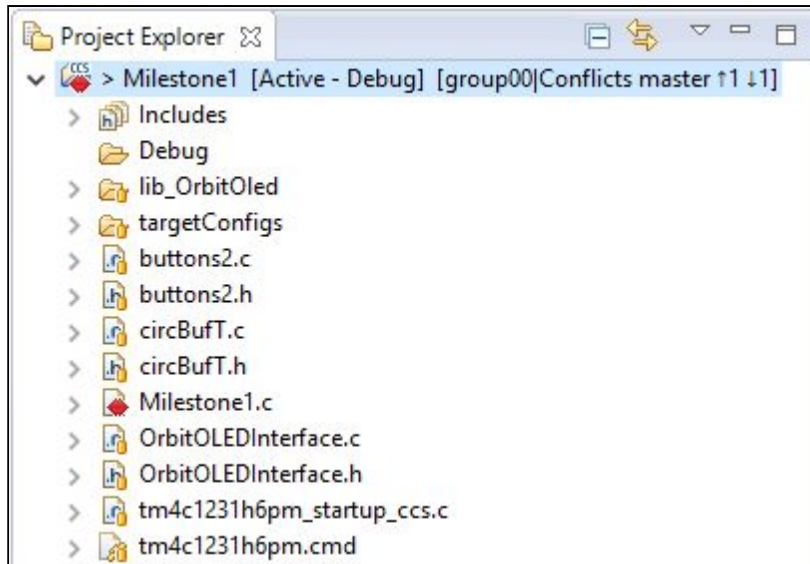 Project Explorer
CCS
> Milestone1 [Active - Debug] [group00|Conflicts master ↑1 ↓1]
Includes
Debug
lib_OrbitOled
targetConfigs
buttons2.c
buttons2.h
circBufT.c
circBufT.h
Milestone1.c
OrbitOLEDInterface.c
OrbitOLEDInterface.h
tm4c1231h6pm_startup_ccs.c
tm4c1231h6pm.cmd